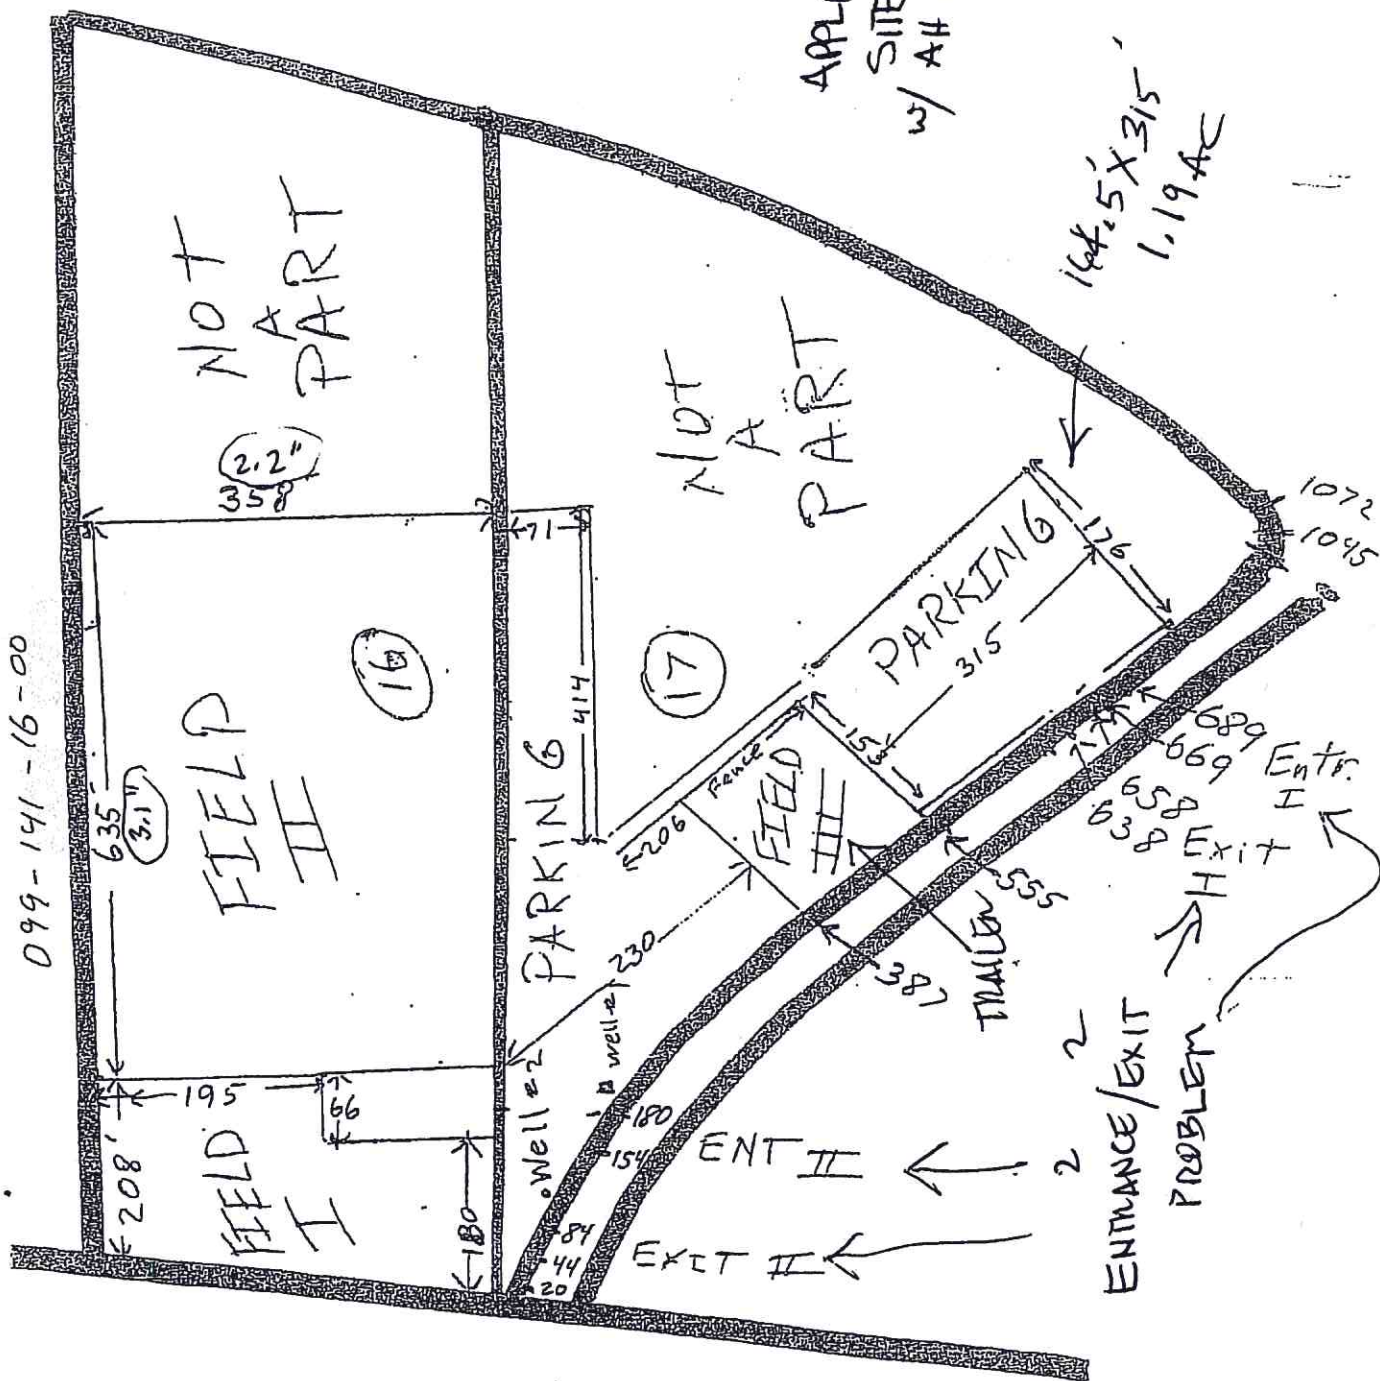 099-141-16-00
APPL
SITE
w/ AH
NOT
A
PART
2.2"
358
635'
3.1"
FIELD
II
16
208'
195
66
FIELD
I
180
71
414
PARKING
17
NOT
A
PART
164.5' X 315'
1.19 AC
PARKING
176
315
Fence
206
153
FIELD
III
230
well #1
Well #2
1072
1045
689
669
658
638
Entr.
I
Exit
555
387
TRAILER
180
154
84
44
20
ENT II
EXIT II
2
2
ENTRANCE/EXIT
PROBLEM